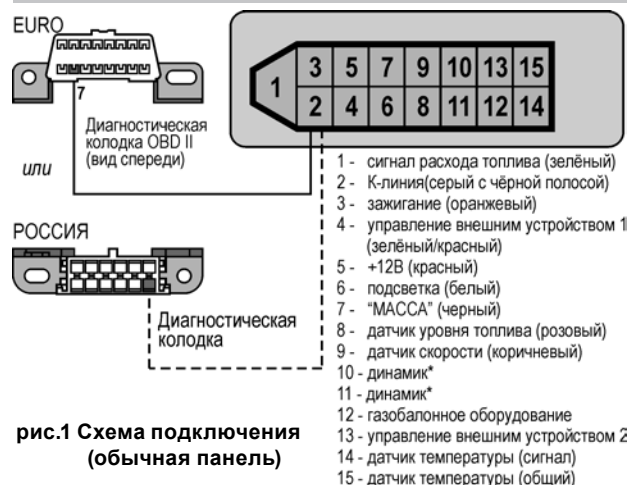 EURO
7
Диагностическая
колодка OBD II
(вид спереди)
или
РОССИЯ
Диагностическая
колодка
рис.1 Схема подключения
(обычная панель)
1
3 5 7 9 10 13 15
2 4 6 8 11 12 14
1 - сигнал расхода топлива (зелёный)
2 - К-линия(серый с чёрной полосой)
3 - зажигание (оранжевый)
4 - управление внешним устройством 1
(зелёный/красный)
5 - +12В (красный)
6 - подсветка (белый)
7 - “МАССА” (черный)
8 - датчик уровня топлива (розовый)
9 - датчик скорости (коричневый)
10 - динамик*
11 - динамик*
12 - газобалонное оборудование
13 - управление внешним устройством 2
14 - датчик температуры (сигнал)
15 - датчик температуры (общий)